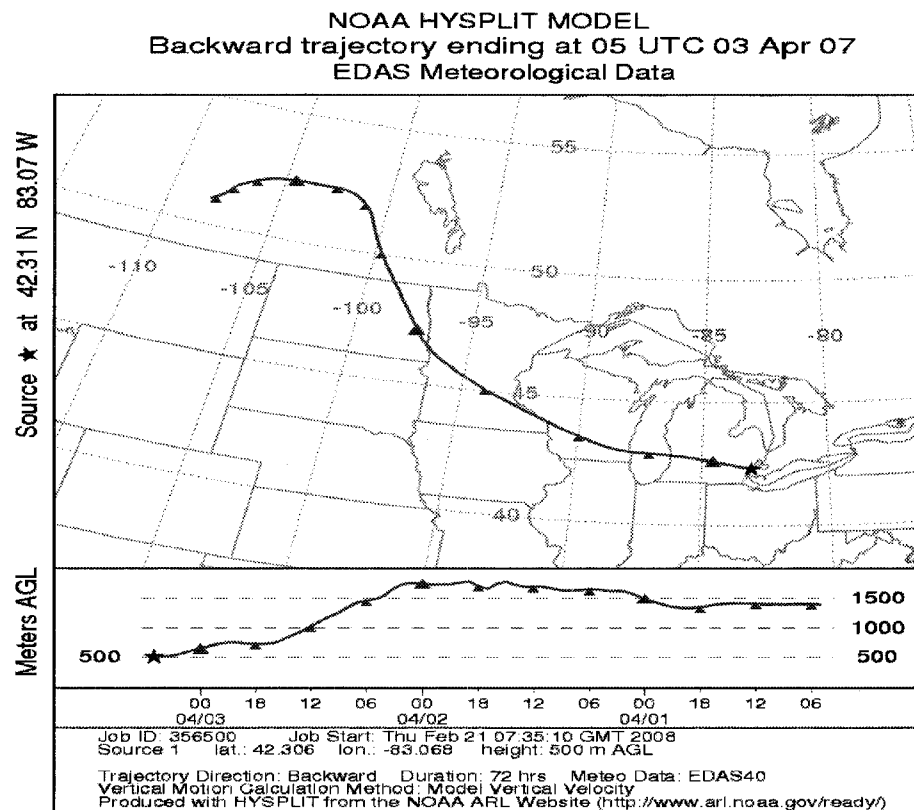 NOAA HYSPLIT MODEL
Backward trajectory ending at 05 UTC 03 Apr 07
EDAS Meteorological Data
Source ★ at 42.31 N 83.07 W
55
50
-110
-105
-100
-95
-90
-85
-80
45
40
Meters AGL
500
1500
1000
500
00 18 12 06 00 18 12 06 00 18 12 06
04/03 04/02 04/01
Job ID: 356500 Job Start: Thu Feb 21 07:35:10 GMT 2008
Source 1 lat.: 42.306 lon.: -83.068 height: 500 m AGL
Trajectory Direction: Backward Duration: 72 hrs Meteo Data: EDAS40
Vertical Motion Calculation Method: Model Vertical Velocity
Produced with HYSPLIT from the NOAA ARL Website (http://www.arl.noaa.gov/ready/)